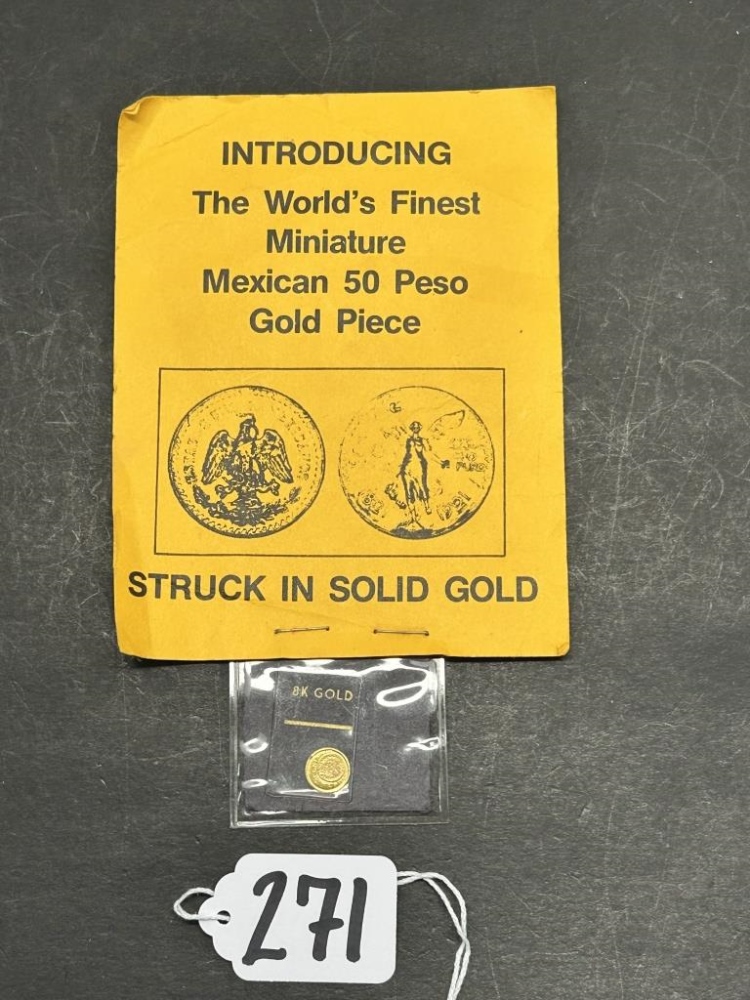 INTRODUCING
The World's Finest
Miniature
Mexican 50 Peso
Gold Piece
STRUCK IN SOLID GOLD
8K GOLD
271